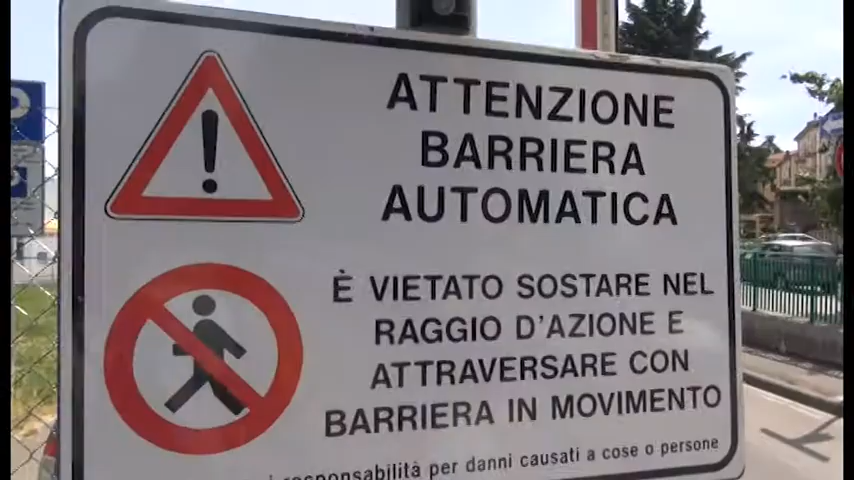 ATTENZIONE
BARRIERA
AUTOMATICA
È VIETATO SOSTARE NEL
RAGGIO D'AZIONE E
ATTRAVERSARE CON
BARRIERA IN MOVIMENTO
responsabilità per danni causati a cose o persone